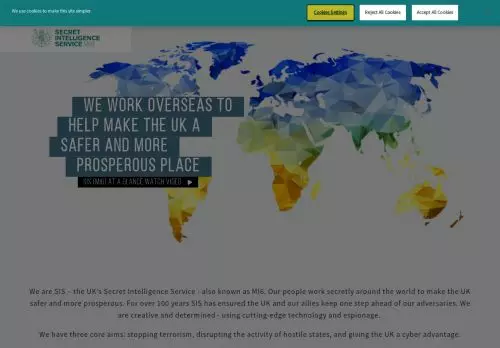 We use cookies to make this site simpler.
Cookies Settings
Reject All Cookies
Accept All Cookies
SECRET
INTELLIGENCE
SERVICE MI6
WE WORK OVERSEAS TO
HELP MAKE THE UK A
SAFER AND MORE
PROSPEROUS PLACE
SIS (MI6) AT A GLANCE WATCH VIDEO
We are SIS – the UK's Secret Intelligence Service - also known as MI6. Our people work secretly around the world to make the UK
safer and more prosperous. For over 100 years SIS has ensured the UK and our allies keep one step ahead of our adversaries. We
are creative and determined - using cutting-edge technology and espionage.
We have three core aims: stopping terrorism, disrupting the activity of hostile states, and giving the UK a cyber advantage.